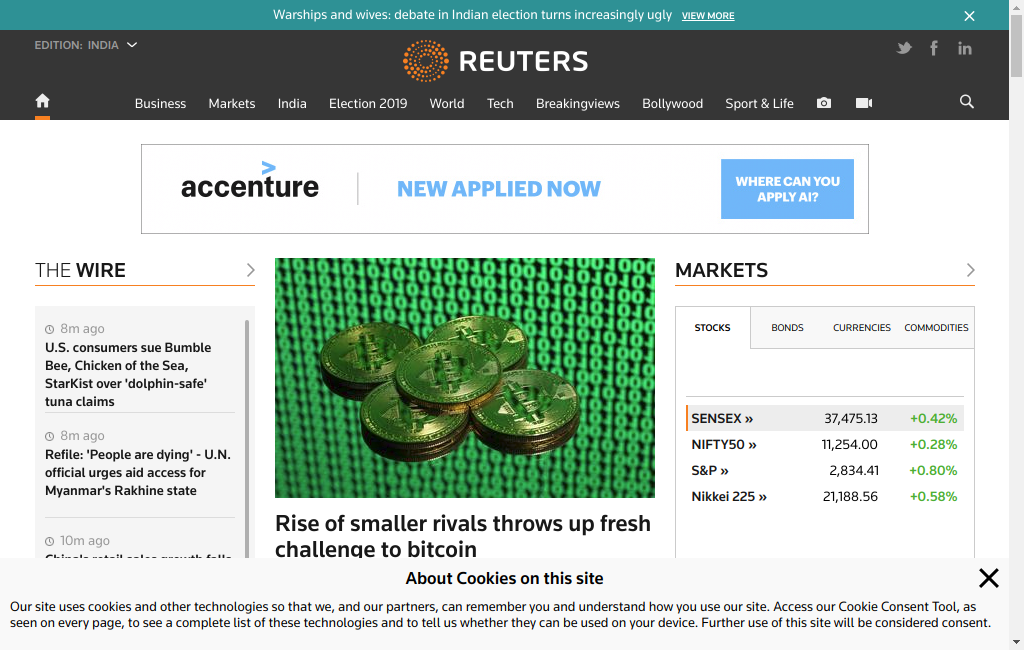 Warships and wives: debate in Indian election turns increasingly ugly VIEW MORE
EDITION: INDIA
REUTERS
Business Markets India Election 2019 World Tech Breakingviews Bollywood Sport & Life
accenture
NEW APPLIED NOW
WHERE CAN YOU
APPLY AI?
THE WIRE
8m ago
U.S. consumers sue Bumble
Bee, Chicken of the Sea,
StarKist over 'dolphin-safe'
tuna claims
8m ago
Refile: 'People are dying' - U.N.
official urges aid access for
Myanmar's Rakhine state
10m ago
China's retail sales growth falls
Rise of smaller rivals throws up fresh
challenge to bitcoin
MARKETS
STOCKS BONDS CURRENCIES COMMODITIES
SENSEX » 37,475.13 +0.42%
NIFTY50 » 11,254.00 +0.28%
S&P » 2,834.41 +0.80%
Nikkei 225 » 21,188.56 +0.58%
About Cookies on this site
Our site uses cookies and other technologies so that we, and our partners, can remember you and understand how you use our site. Access our Cookie Consent Tool, as
seen on every page, to see a complete list of these technologies and to tell us whether they can be used on your device. Further use of this site will be considered consent.